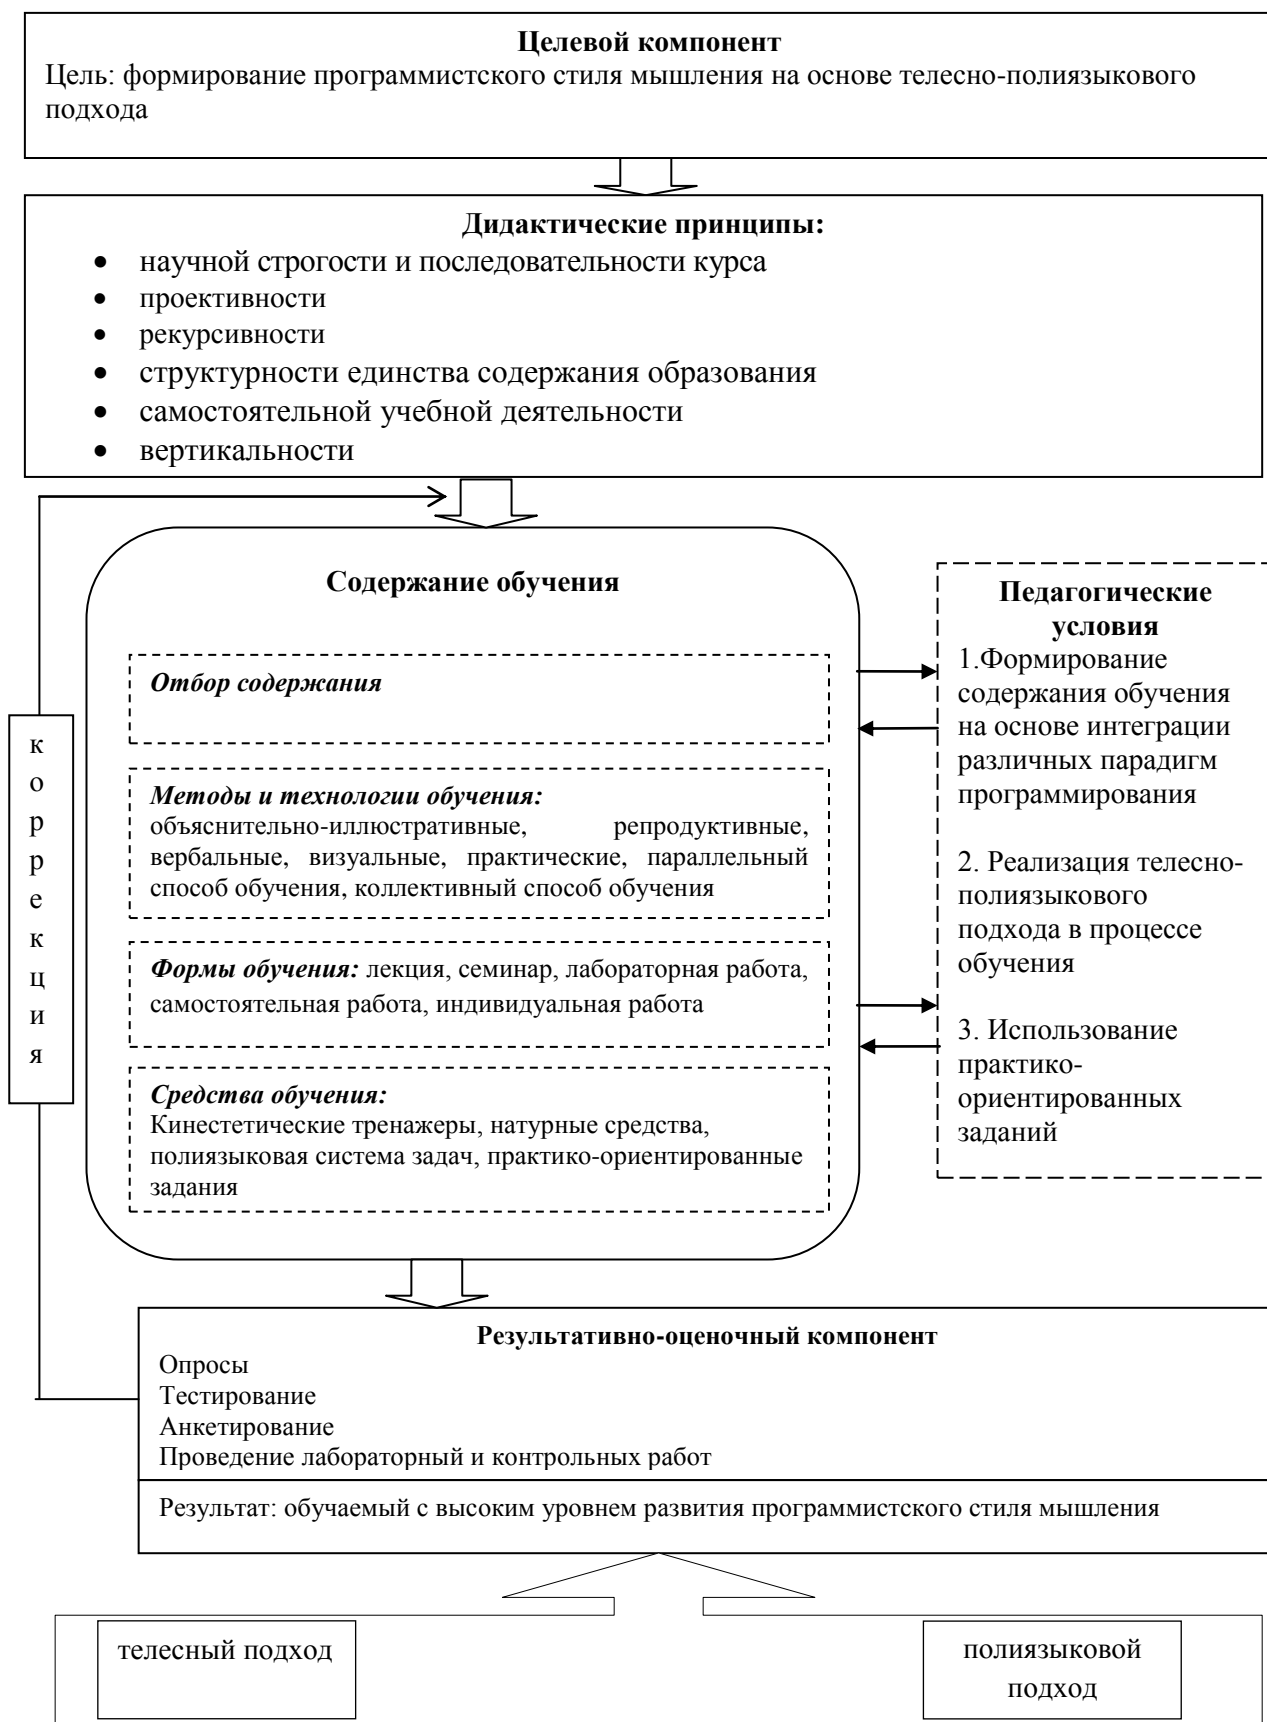 Целевой компонент
Цель: формирование программистского стиля мышления на основе телесно-полиязыкового
подхода
Дидактические принципы:
• научной строгости и последовательности курса
• проективности
• рекурсивности
• структурности единства содержания образования
• самостоятельной учебной деятельности
• вертикальности
Содержание обучения
Отбор содержания
Методы и технологии обучения:
объяснительно-иллюстративные, репродуктивные,
вербальные, визуальные, практические, параллельный
способ обучения, коллективный способ обучения
Формы обучения: лекция, семинар, лабораторная работа,
самостоятельная работа, индивидуальная работа
Средства обучения:
Кинестетические тренажеры, натурные средства,
полиязыковая система задач, практико-ориентированные
задания
Педагогические
условия
1.Формирование
содержания обучения
на основе интеграции
различных парадигм
программирования
2. Реализация телесно-
полиязыкового
подхода в процессе
обучения
3. Использование
практико-
ориентированных
заданий
к
о
р
р
е
к
ц
и
я
Результативно-оценочный компонент
Опросы
Тестирование
Анкетирование
Проведение лабораторный и контрольных работ
Результат: обучаемый с высоким уровнем развития программистского стиля мышления
телесный подход
полиязыковой
подход